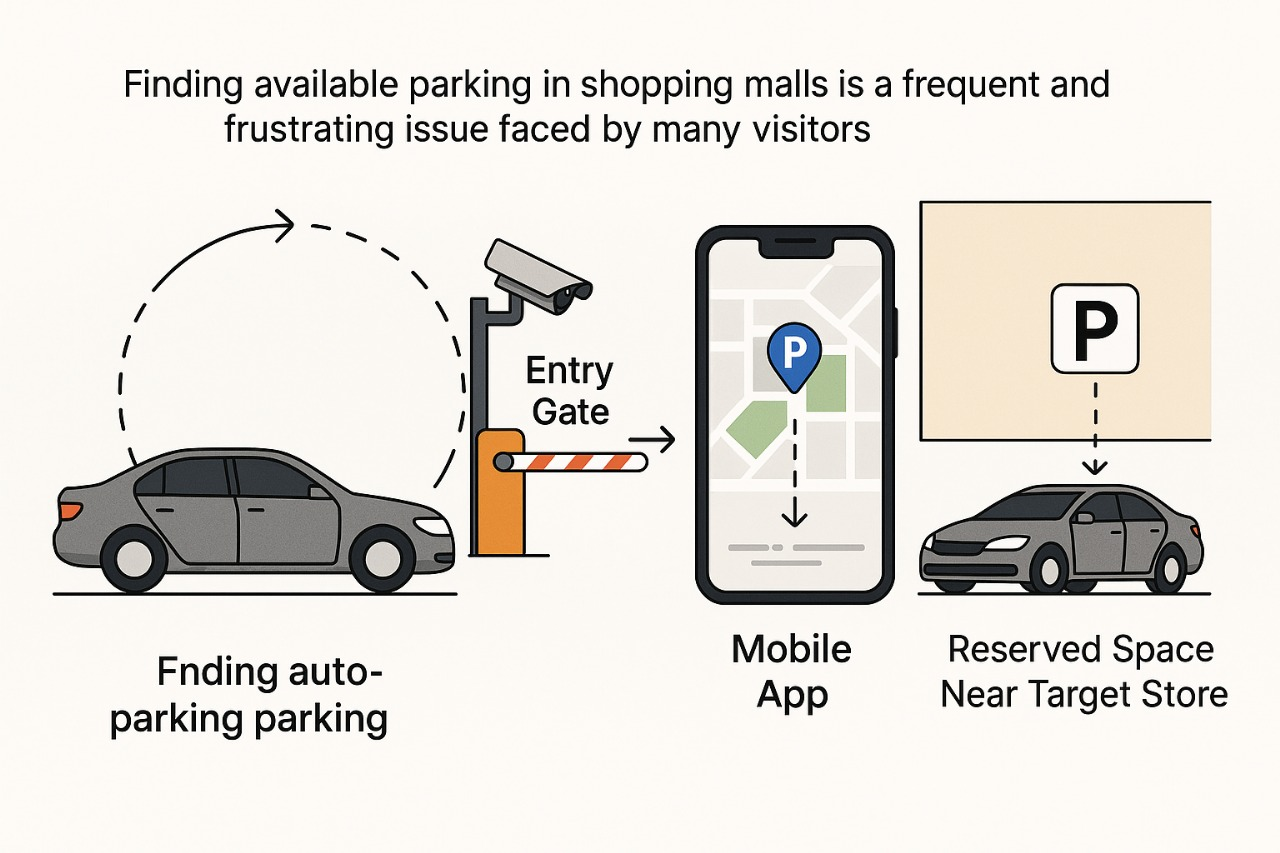 Finding available parking in shopping malls is a frequent and
frustrating issue faced by many visitors
Entry
Gate
P
P
Fnding auto-
parking parking
Mobile
App
Reserved Space
Near Target Store